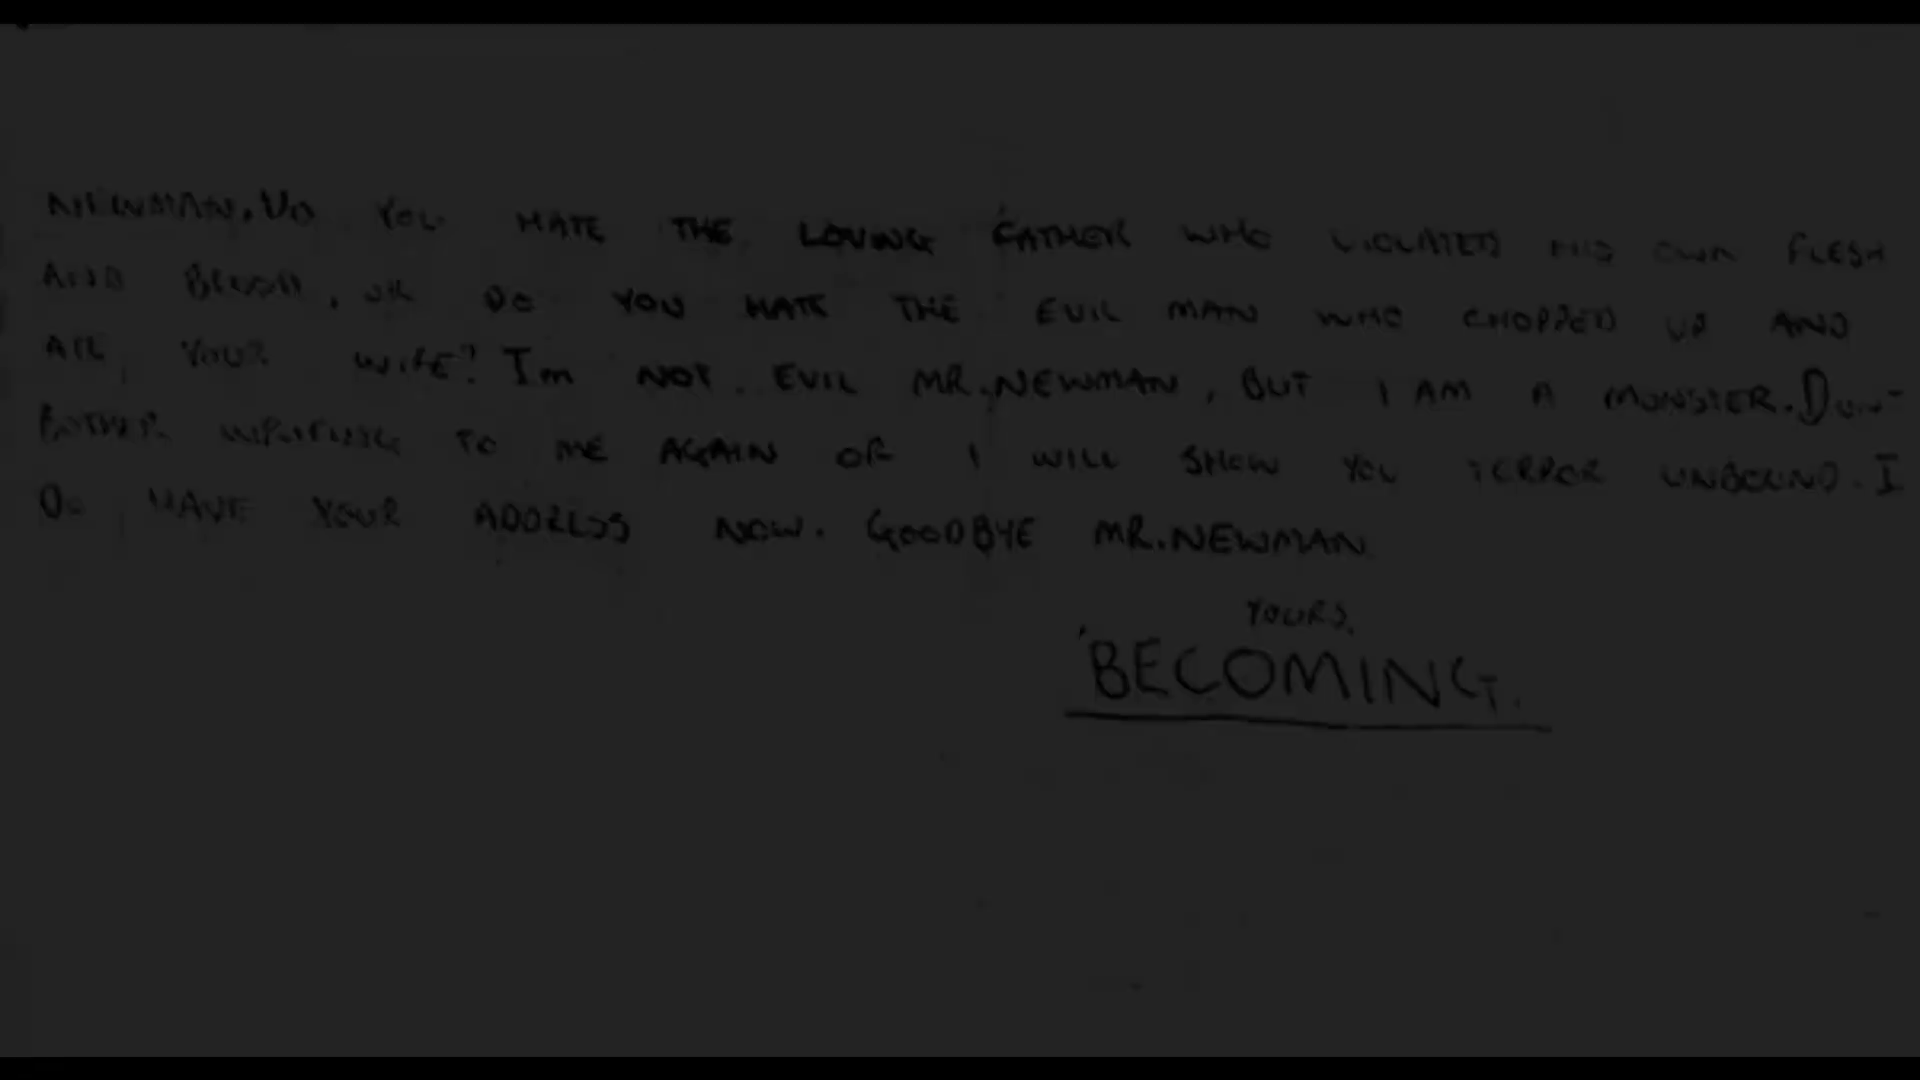 NEWMAN. DO YOU HATE THE LOVING FATHER WHO VIOLATED HIS OWN FLESH
AND BLOOD, OR DO YOU HATE THE EVIL MAN WHO CHOPPED UP AND
ATE YOUR WIFE? I'm NOT EVIL MR. NEWMAN, BUT I AM A MONSTER. DON'T
BOTHER WRITING TO ME AGAIN OR I WILL SHOW YOU TERROR UNBOUND. I
DO HAVE YOUR ADDRESS NOW. GOODBYE MR. NEWMAN
YOURS,
BECOMING.